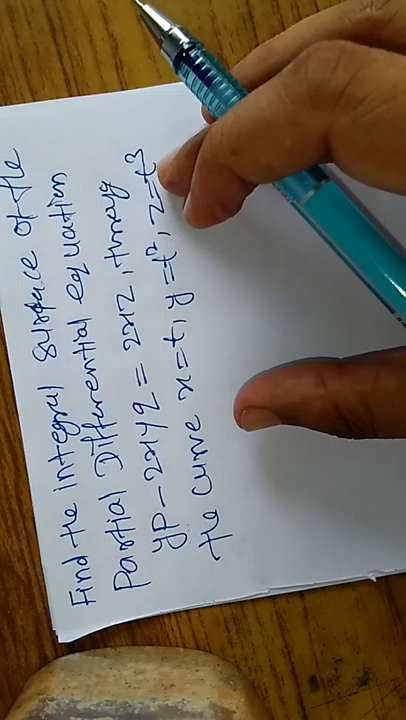 Find the integral surface of the
Partial Differential equation
yp - 2xyq = 2xz, through
the curve x = t, y = t², z = t³